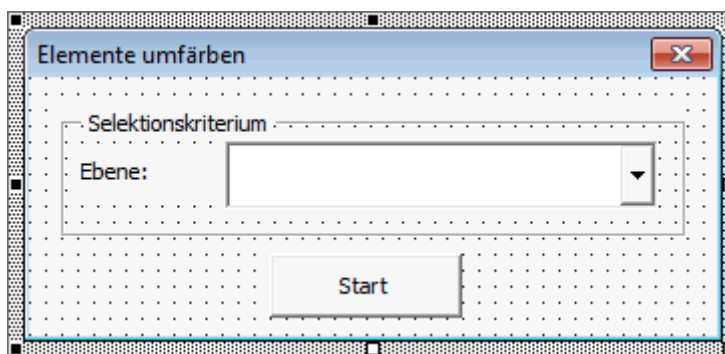 Elemente umfärben
Selektionskriterium
Ebene:
Start